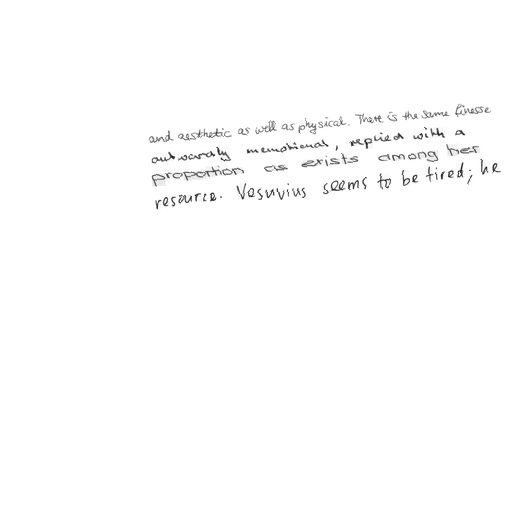 and aesthetic as well as physical. There is the same finesse
outwardly unemotional, replied with a
proportion as exists among her
resource. Vesuvius seems to be tired; he